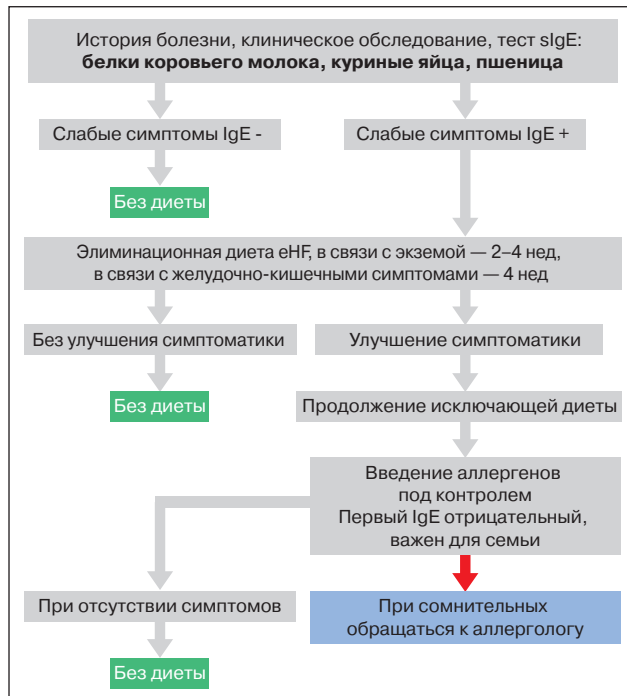 История болезни, клиническое обследование, тест sIgE:
белки коровьего молока, куриные яйца, пшеница
Слабые симптомы IgE -
Слабые симптомы IgE +
Без диеты
Элиминационная диета eHF, в связи с экземой — 2–4 нед,
в связи с желудочно-кишечными симптомами — 4 нед
Без улучшения симптоматики
Улучшение симптоматики
Без диеты
Продолжение исключающей диеты
Введение аллергенов
под контролем
Первый IgE отрицательный,
важен для семьи
При отсутствии симптомов
При сомнительных
обращаться к аллергологу
Без диеты